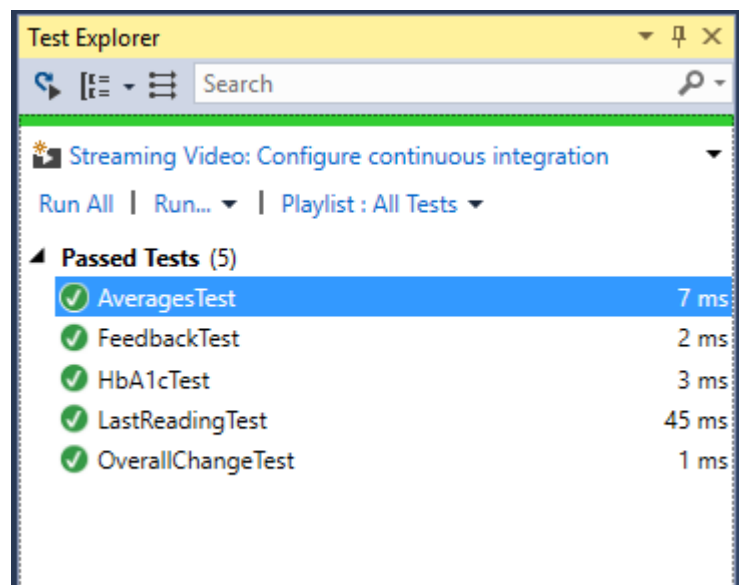 Test Explorer
Search
Streaming Video: Configure continuous integration
Run All | Run... | Playlist : All Tests
Passed Tests (5)
AveragesTest 7 ms
FeedbackTest 2 ms
HbA1cTest 3 ms
LastReadingTest 45 ms
OverallChangeTest 1 ms